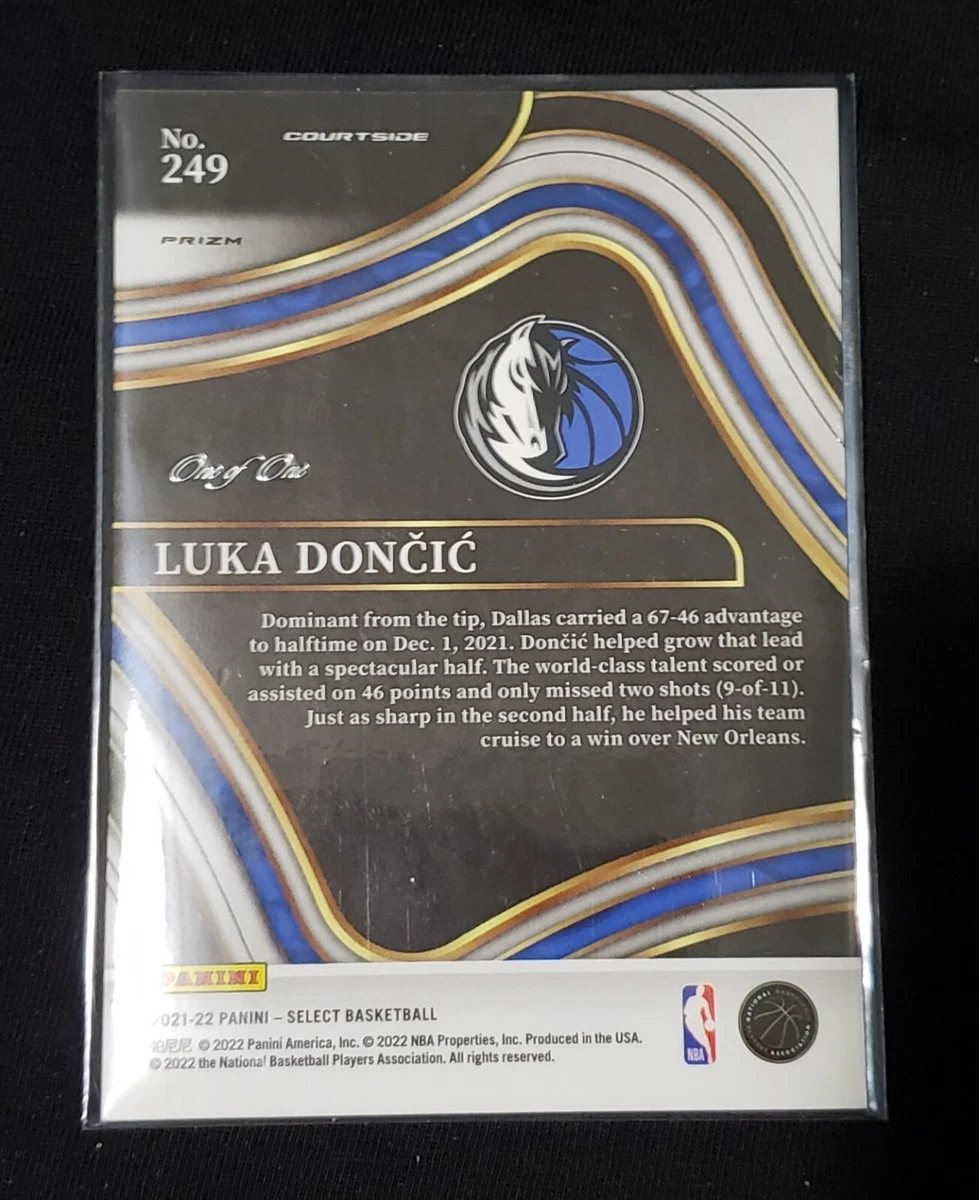 No.
249
COURTSIDE
PRIZM
One of One
LUKA DONČIĆ
Dominant from the tip, Dallas carried a 67-46 advantage
to halftime on Dec. 1, 2021. Dončić helped grow that lead
with a spectacular half. The world-class talent scored or
assisted on 46 points and only missed two shots (9-of-11).
Just as sharp in the second half, he helped his team
cruise to a win over New Orleans.
PANINI
2021-22 PANINI – SELECT BASKETBALL
帕尼尼 © 2022 Panini America, Inc. © 2022 NBA Properties, Inc. Produced in the USA.
© 2022 the National Basketball Players Association. All rights reserved.
NBA
NATIONAL BASKETBALL
PLAYERS ASSOCIATION